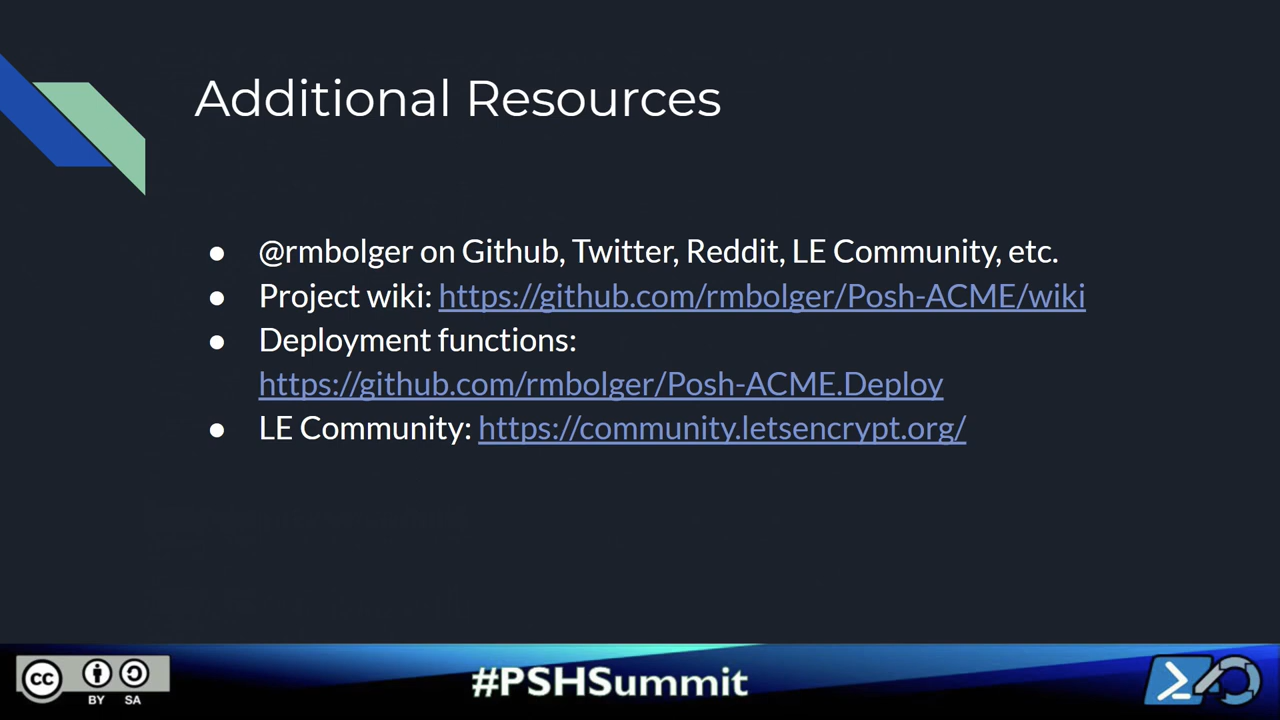 Additional Resources
● @rmbolger on Github, Twitter, Reddit, LE Community, etc.
● Project wiki: https://github.com/rmbolger/Posh-ACME/wiki
● Deployment functions:
https://github.com/rmbolger/Posh-ACME.Deploy
● LE Community: https://community.letsencrypt.org/
cc BY SA
#PSHSummit